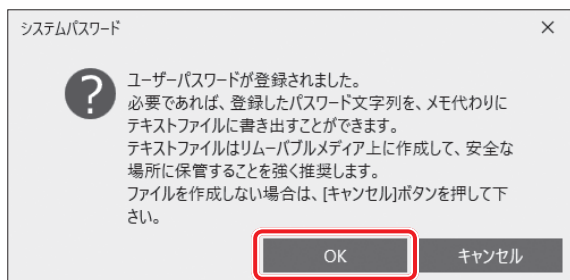 システムパスワード
ユーザーパスワードが登録されました。
必要であれば、登録したパスワード文字列を、メモ代わりに
テキストファイルに書き出すことができます。
テキストファイルはリムーバブルメディア上に作成して、安全な
場所に保管することを強く推奨します。
ファイルを作成しない場合は、[キャンセル]ボタンを押して下
さい。
OK キャンセル